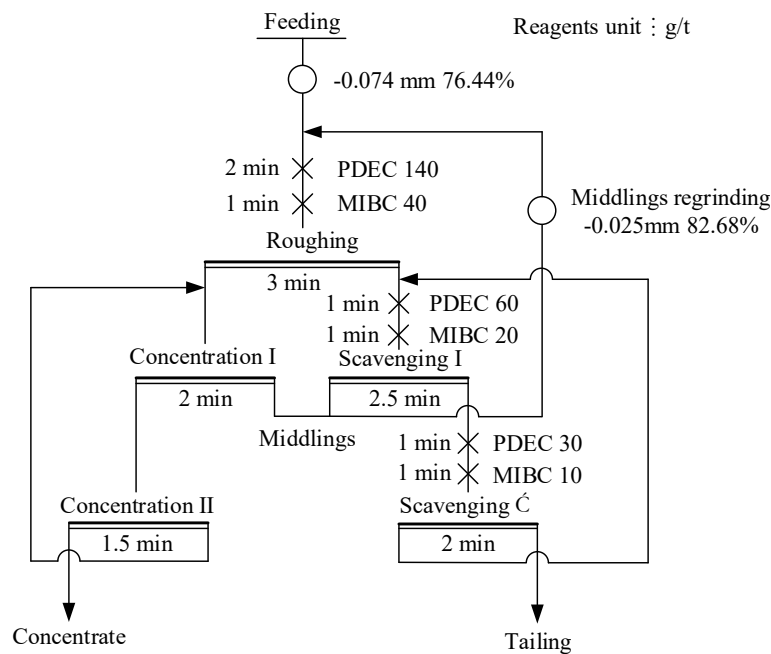 Feeding
Reagents unit : g/t
-0.074 mm 76.44%
2 min PDEC 140
1 min MIBC 40
Middlings regrinding
-0.025mm 82.68%
Roughing
3 min
1 min PDEC 60
1 min MIBC 20
Concentration I
Scavenging I
2 min
2.5 min
Middlings
1 min PDEC 30
1 min MIBC 10
Concentration II
Scavenging Ć
1.5 min
2 min
Concentrate
Tailing